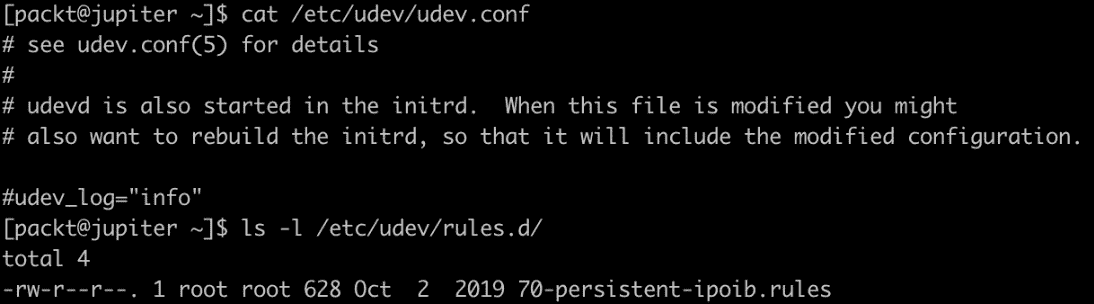 [packt@jupiter ~]$ cat /etc/udev/udev.conf
# see udev.conf(5) for details
#
# udevd is also started in the initrd.  When this file is modified you might
# also want to rebuild the initrd, so that it will include the modified configuration.
#udev_log="info"
[packt@jupiter ~]$ ls -l /etc/udev/rules.d/
total 4
-rw-r--r--. 1 root root 628 Oct  2  2019 70-persistent-ipoib.rules